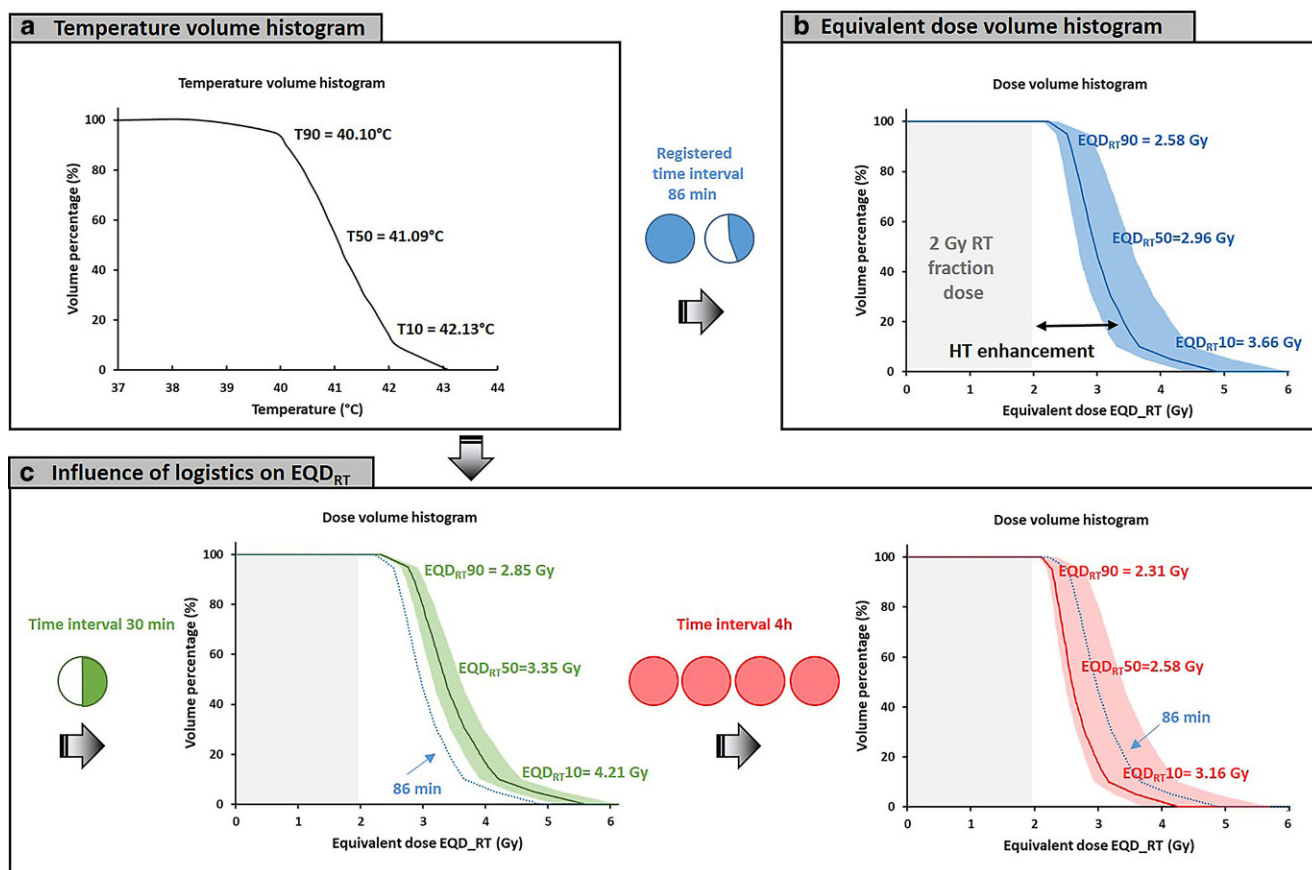 a Temperature volume histogram
Temperature volume histogram
Volume percentage (%)
100
80
60
40
20
0
T90 = 40.10°C
T50 = 41.09°C
T10 = 42.13°C
37 38 39 40 41 42 43 44
Temperature (°C)
Registered
time interval
86 min
b Equivalent dose volume histogram
Dose volume histogram
Volume percentage (%)
100
80
60
40
20
0
EQDRT90 = 2.58 Gy
EQDRT50=2.96 Gy
2 Gy RT
fraction
dose
EQDRT10= 3.66 Gy
HT enhancement
0 1 2 3 4 5 6
Equivalent dose EQD_RT (Gy)
c Influence of logistics on EQDRT
Time interval 30 min
Dose volume histogram
Volume percentage (%)
100
80
60
40
20
0
EQDRT90 = 2.85 Gy
EQDRT50=3.35 Gy
EQDRT10= 4.21 Gy
86 min
0 1 2 3 4 5 6
Equivalent dose EQD_RT (Gy)
Time interval 4h
Dose volume histogram
Volume percentage (%)
100
80
60
40
20
0
EQDRT90 = 2.31 Gy
EQDRT50=2.58 Gy
86 min
EQDRT10= 3.16 Gy
0 1 2 3 4 5 6
Equivalent dose EQD_RT (Gy)